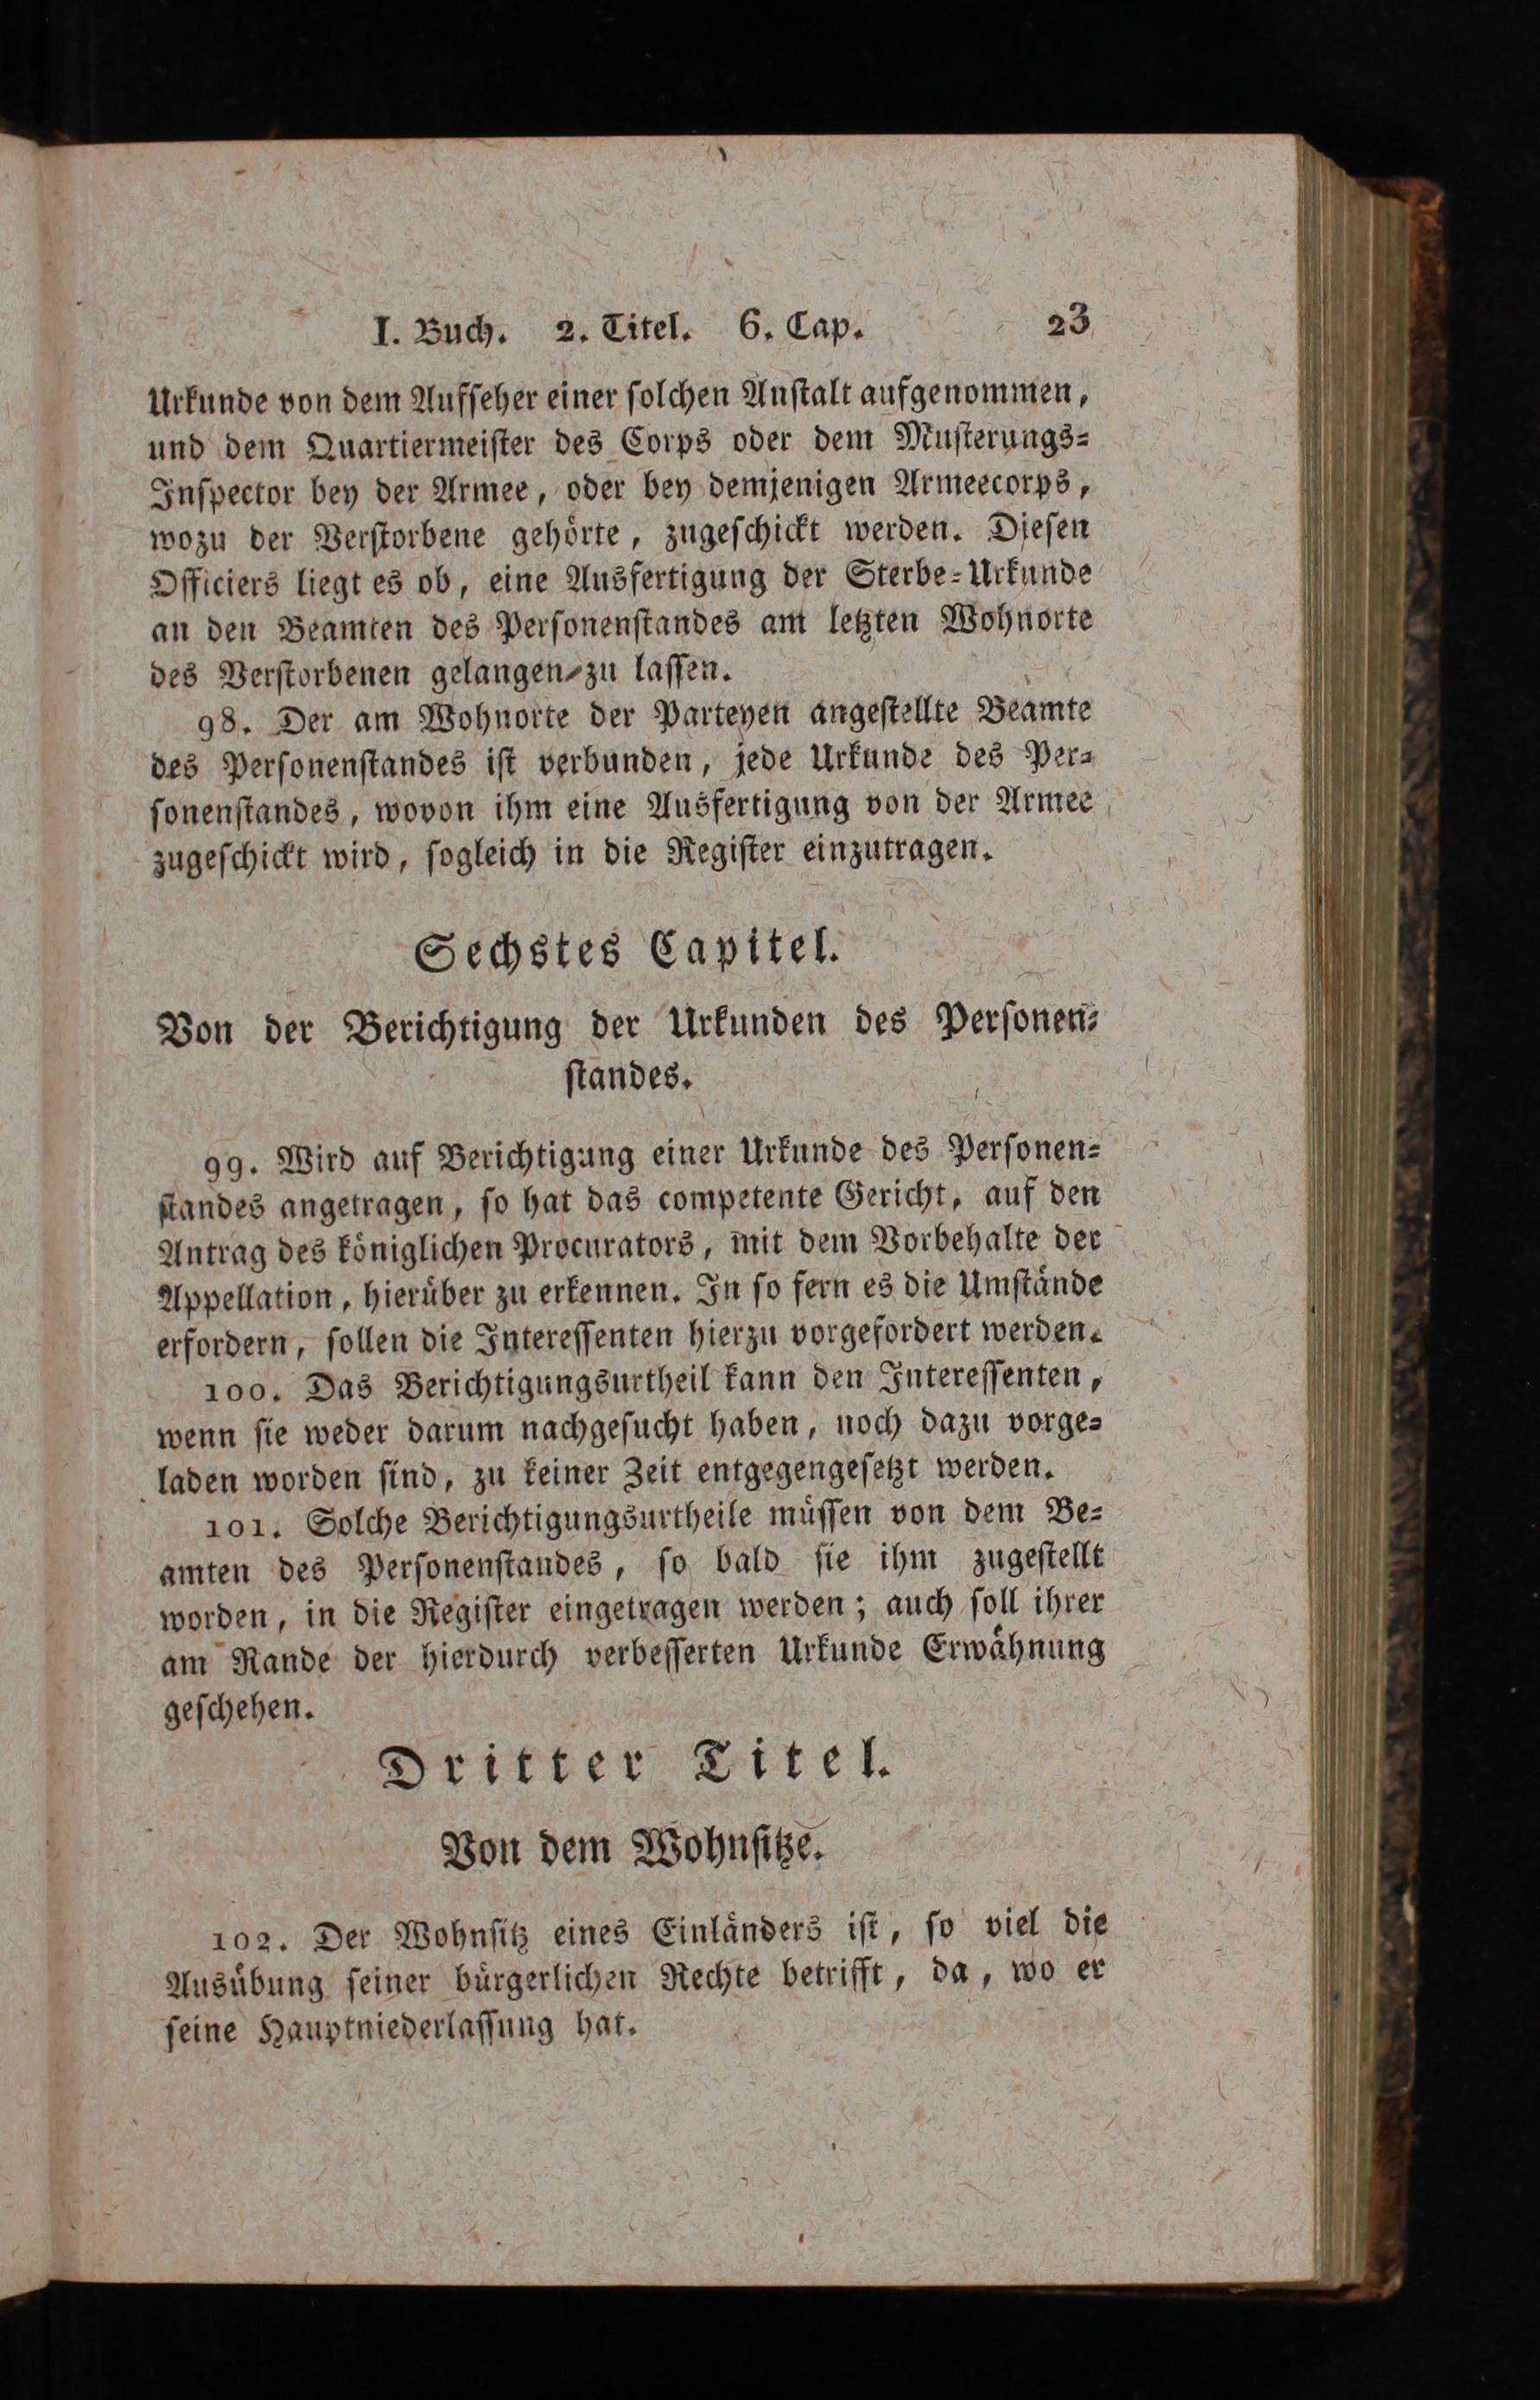 I. Buch. 2. Titel. 6. Cap. 23
Urkunde von dem Aufſeher einer ſolchen Anſtalt aufgenommen,
und dem Quartiermeiſter des Corps oder dem Muſterungs-
Inſpector bey der Armee, oder bey demjenigen Armeecorps,
wozu der Verſtorbene gehörte, zugeſchickt werden. Dieſen
Officiers liegt es ob, eine Ausfertigung der Sterbe-Urkunde
an den Beamten des Perſonenſtandes am letzten Wohnorte
des Verſtorbenen gelangen zu laſſen.
98. Der am Wohnorte der Parteyen angeſtellte Beamte
des Perſonenſtandes iſt verbunden, jede Urkunde des Per-
ſonenſtandes, wovon ihm eine Ausfertigung von der Armee
zugeſchickt wird, ſogleich in die Regiſter einzutragen.
Sechstes Capitel.
Von der Berichtigung der Urkunden des Perſonen-
ſtandes.
99. Wird auf Berichtigung einer Urkunde des Perſonen-
ſtandes angetragen, ſo hat das competente Gericht, auf den
Antrag des königlichen Procurators, mit dem Vorbehalte der
Appellation, hierüber zu erkennen. In ſo fern es die Umſtände
erfordern, ſollen die Intereſſenten hierzu vorgefordert werden.
100. Das Berichtigungsurtheil kann den Intereſſenten,
wenn ſie weder darum nachgeſucht haben, noch dazu vorge-
laden worden ſind, zu keiner Zeit entgegengeſetzt werden.
101. Solche Berichtigungsurtheile müſſen von dem Be-
amten des Perſonenſtandes, ſo bald ſie ihm zugeſtellt
worden, in die Regiſter eingetragen werden; auch ſoll ihrer
am Rande der hierdurch verbeſſerten Urkunde Erwähnung
geſchehen.
Dritter Titel.
Von dem Wohnſitze.
102. Der Wohnſitz eines Einländers iſt, ſo viel die
Ausübung ſeiner bürgerlichen Rechte betrifft, da, wo er
ſeine Hauptniederlaſſung hat.